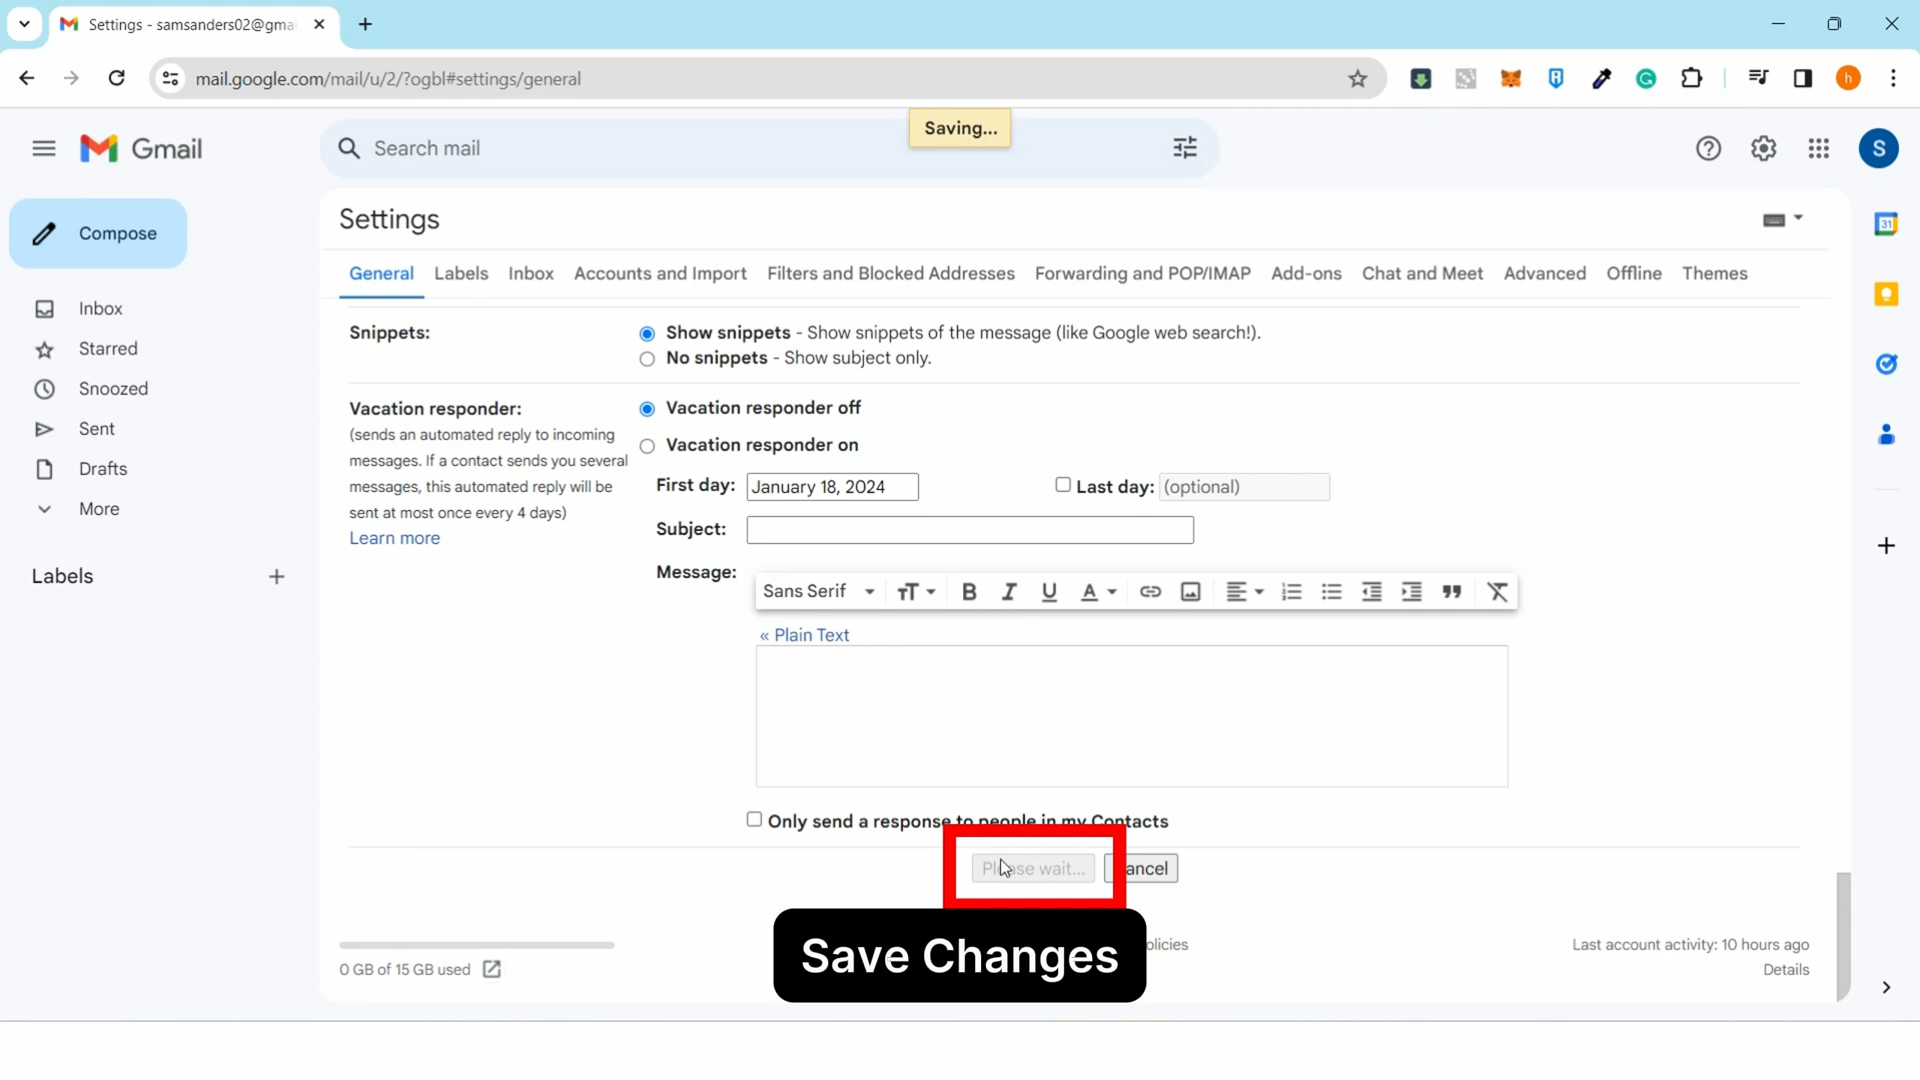 Settings - samsanders02@gmai
mail.google.com/mail/u/2/?ogbl#settings/general
h
Saving...
Gmail
Search mail
S
Compose
Settings
31
General Labels Inbox Accounts and Import Filters and Blocked Addresses Forwarding and POP/IMAP Add-ons Chat and Meet Advanced Offline Themes
Inbox
Starred
Snoozed
Sent
Drafts
More
Labels
Snippets:
Show snippets - Show snippets of the message (like Google web search!).
No snippets - Show subject only.
Vacation responder:
(sends an automated reply to incoming
messages. If a contact sends you several
messages, this automated reply will be
sent at most once every 4 days)
Learn more
Vacation responder off
Vacation responder on
First day: January 18, 2024 Last day: (optional)
Subject:
Message:
Sans Serif
« Plain Text
Only send a response to people in my Contacts
Please wait... ancel
Save Changes
olicies
0 GB of 15 GB used
Last account activity: 10 hours ago
Details